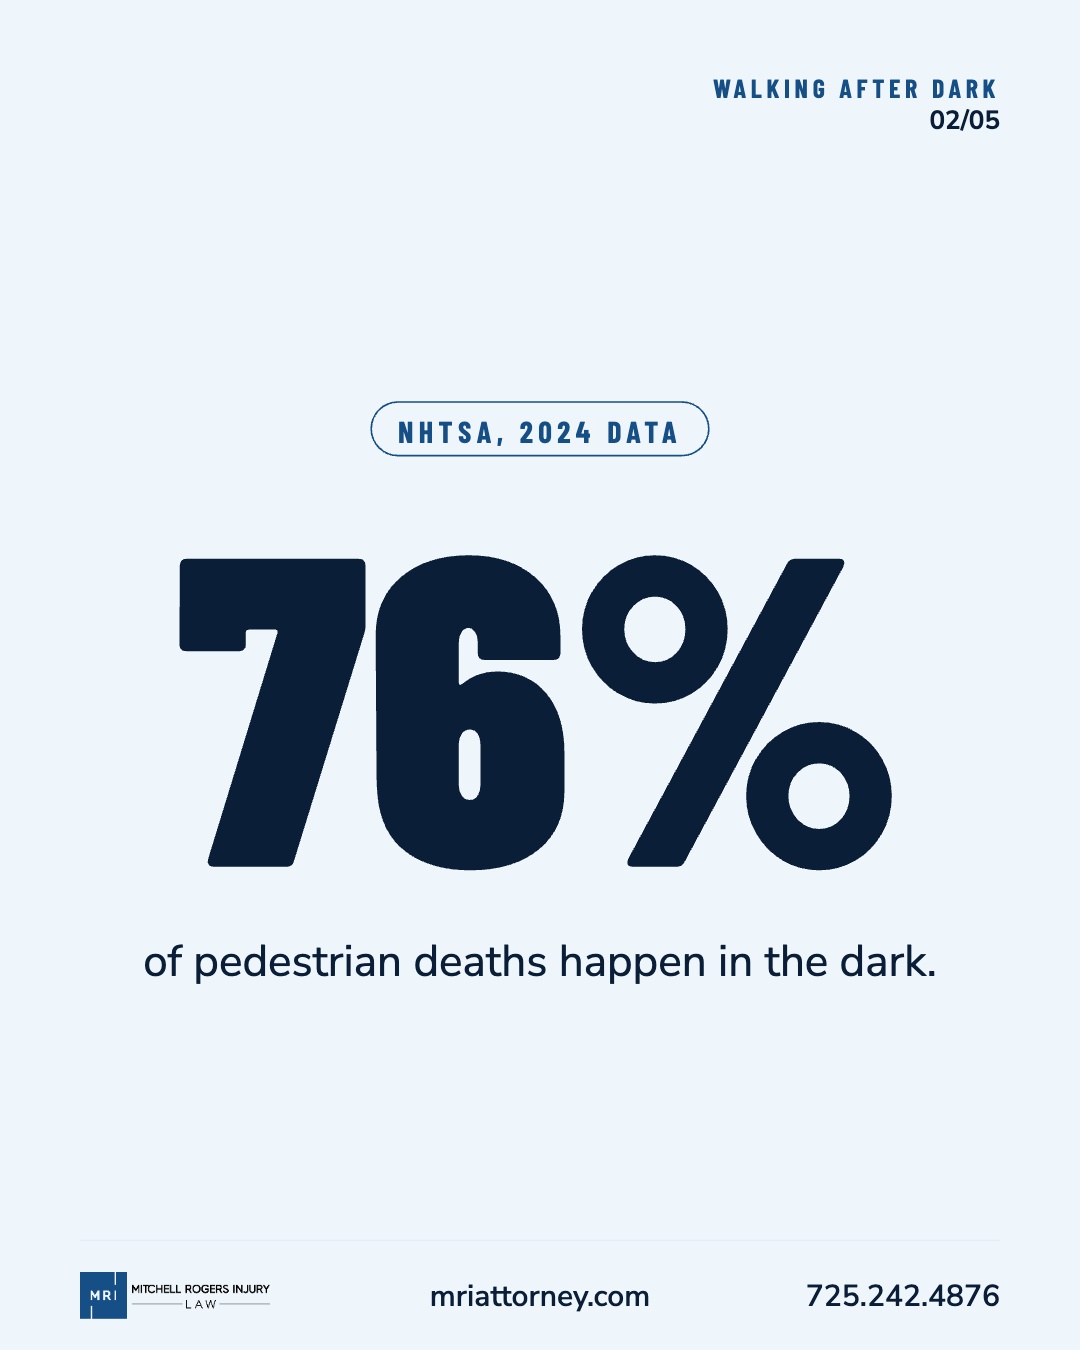 WALKING AFTER DARK
02/05
NHTSA, 2024 DATA
76%
of pedestrian deaths happen in the dark.
MRI
MITCHELL ROGERS INJURY
LAW
mriattorney.com
725.242.4876